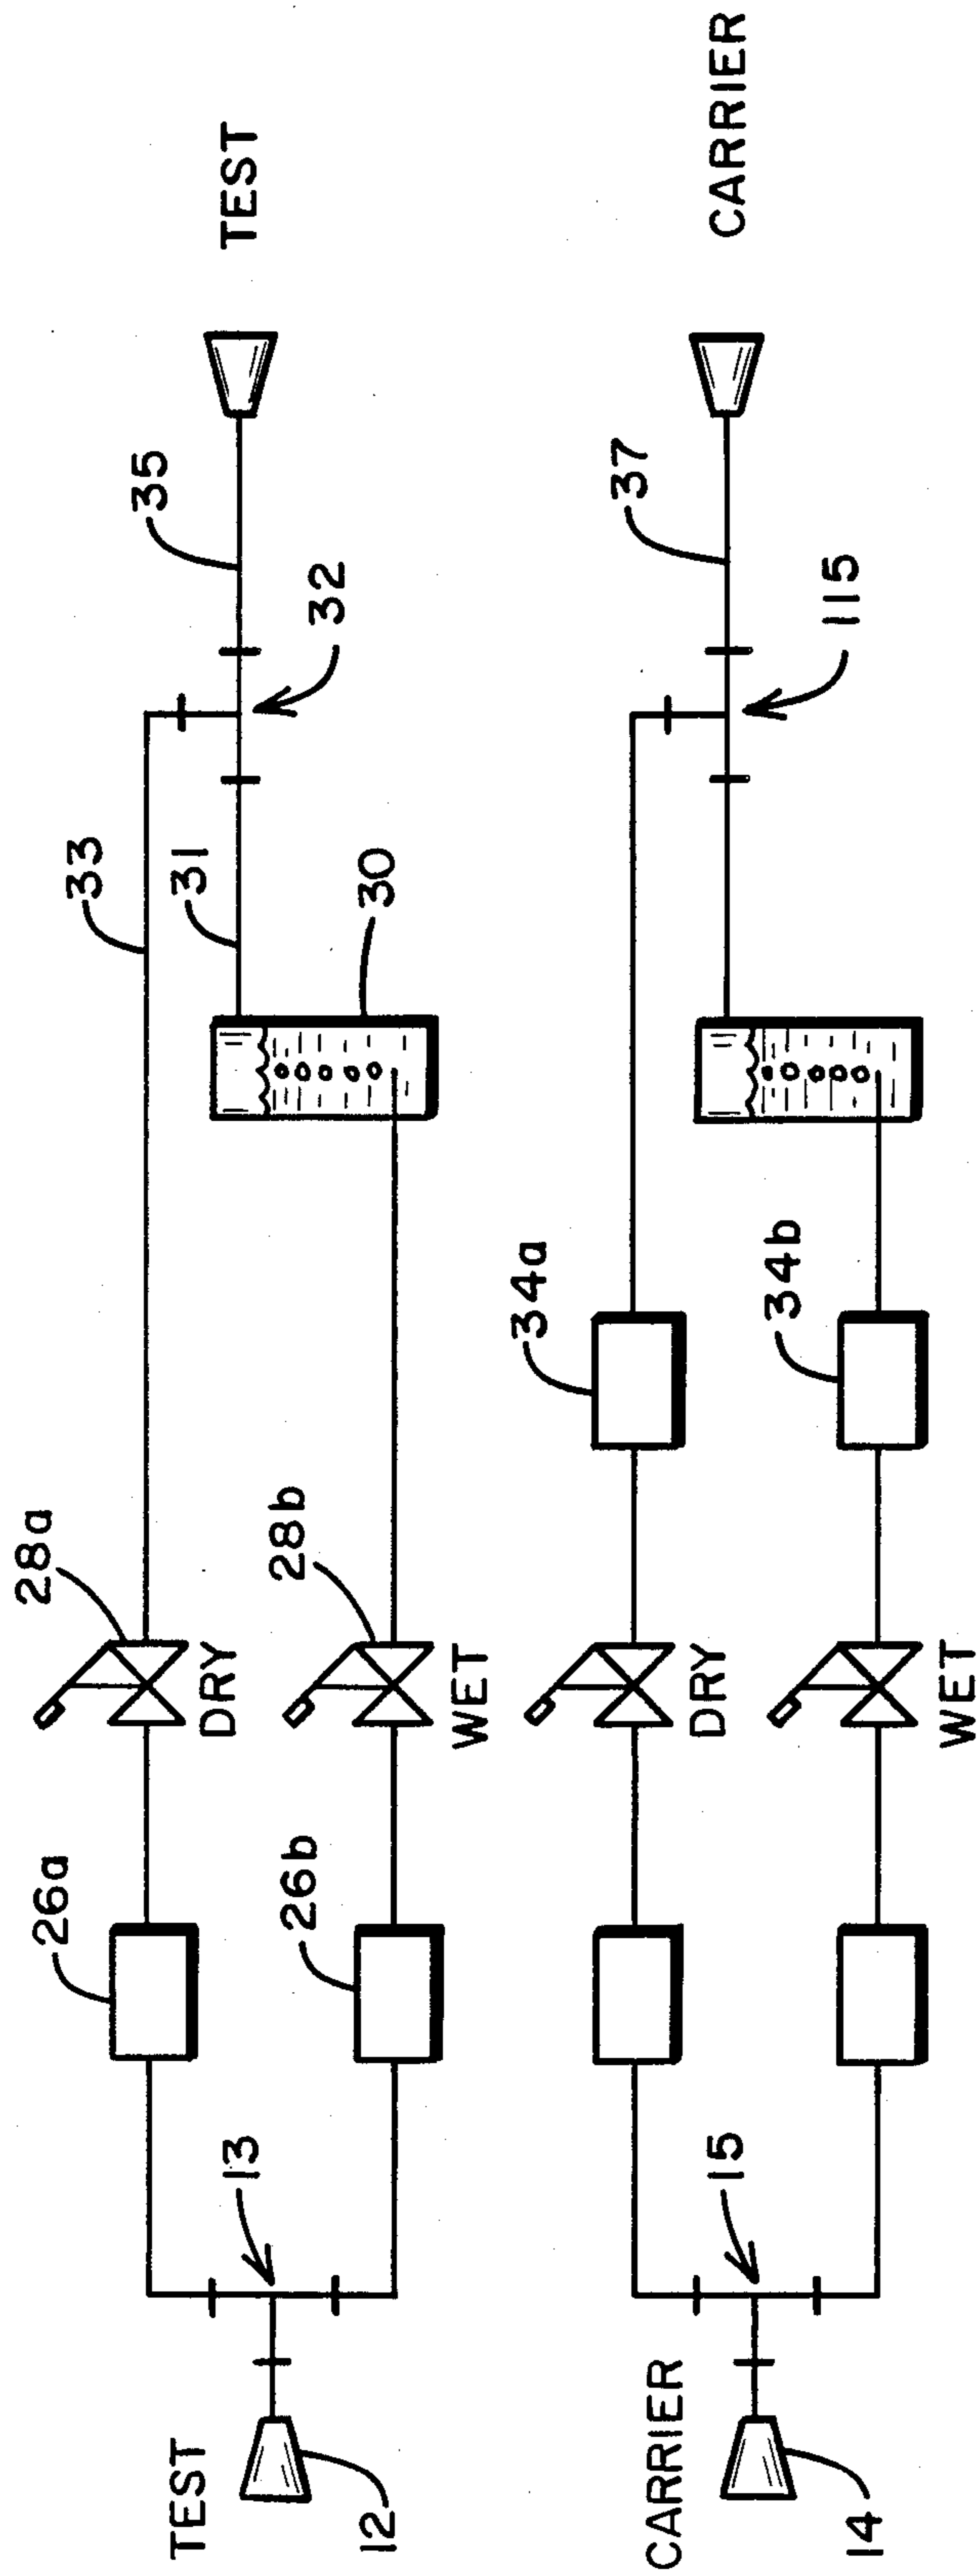 TEST
12
13
26a
26b
28a
DRY
28b
WET
33
31
30
32
35
TEST
CARRIER
14
15
DRY
WET
34a
34b
115
37
CARRIER